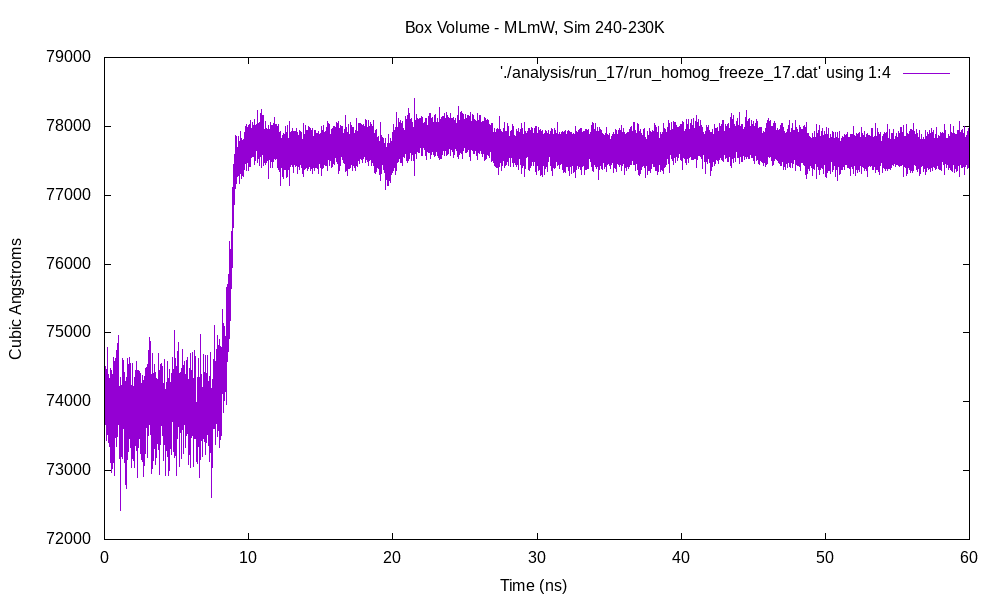 Box Volume - MLmW, Sim 240-230K
'./analysis/run_17/run_homog_freeze_17.dat' using 1:4
79000
78000
77000
76000
75000
74000
73000
72000
Cubic Angstroms
0 10 20 30 40 50 60
Time (ns)